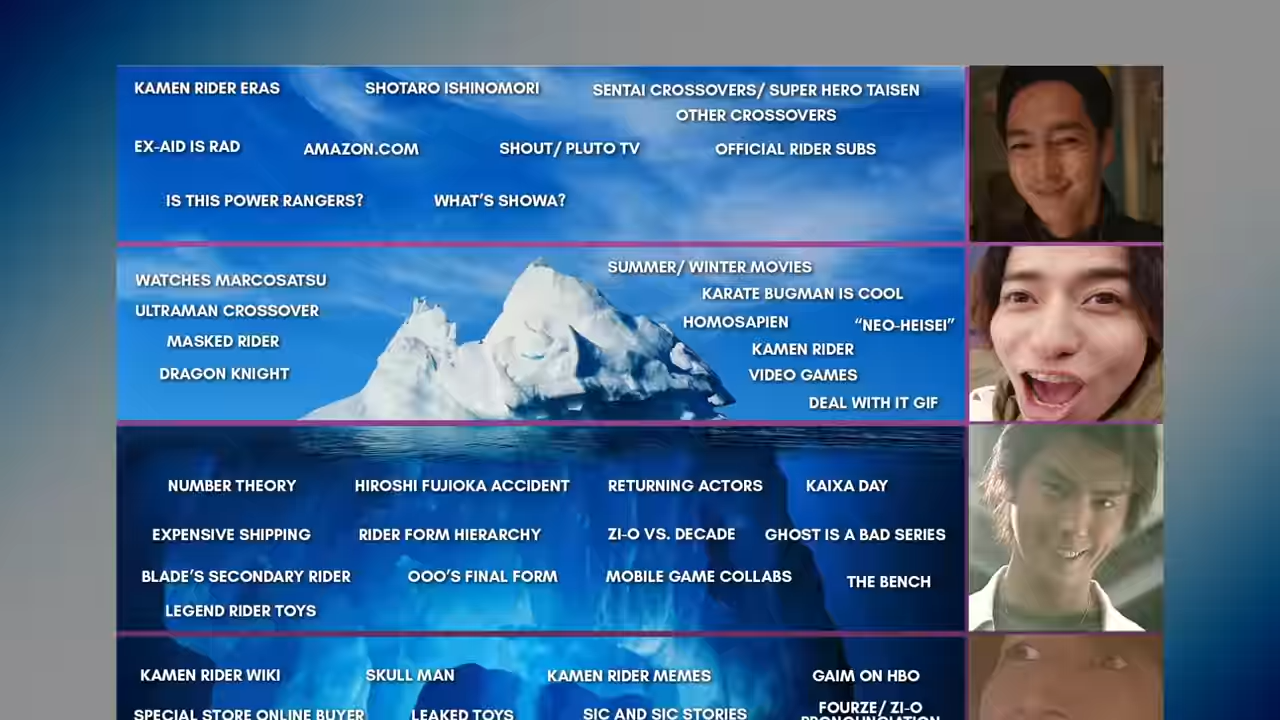 KAMEN RIDER ERAS
SHOTARO ISHINOMORI
SENTAI CROSSOVERS/ SUPER HERO TAISEN
OTHER CROSSOVERS
EX-AID IS RAD
AMAZON.COM
SHOUT/ PLUTO TV
OFFICIAL RIDER SUBS
IS THIS POWER RANGERS?
WHAT'S SHOWA?
WATCHES MARCOSATSU
ULTRAMAN CROSSOVER
MASKED RIDER
DRAGON KNIGHT
SUMMER/ WINTER MOVIES
KARATE BUGMAN IS COOL
HOMOSAPIEN
“NEO-HEISEI”
KAMEN RIDER
VIDEO GAMES
DEAL WITH IT GIF
NUMBER THEORY
HIROSHI FUJIOKA ACCIDENT
RETURNING ACTORS
KAIXA DAY
EXPENSIVE SHIPPING
RIDER FORM HIERARCHY
ZI-O VS. DECADE
GHOST IS A BAD SERIES
BLADE'S SECONDARY RIDER
OOO'S FINAL FORM
MOBILE GAME COLLABS
THE BENCH
LEGEND RIDER TOYS
KAMEN RIDER WIKI
SKULL MAN
KAMEN RIDER MEMES
GAIM ON HBO
SPECIAL STORE ONLINE BUYER
LEAKED TOYS
SIC AND SIC STORIES
FOURZE/ ZI-O
PRONOUNCIATION